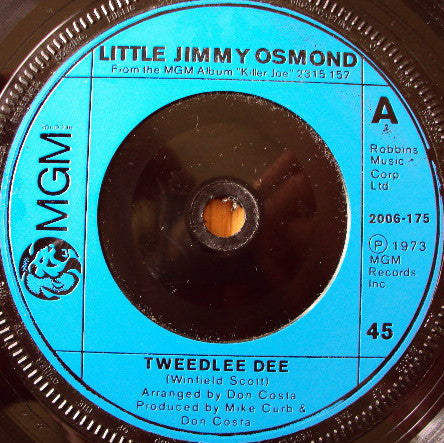 LITTLE JIMMY OSMOND
From the MGM Album "Killer Joe" 2315 157
A
Robbins
Music
Corp
Ltd.
2006-175
Ⓟ 1973
MGM
Records
Inc.
45
MGM
TWEEDLEE DEE
(Winfield Scott)
Arranged by Don Costa
Produced by Mike Curb &
Don Costa